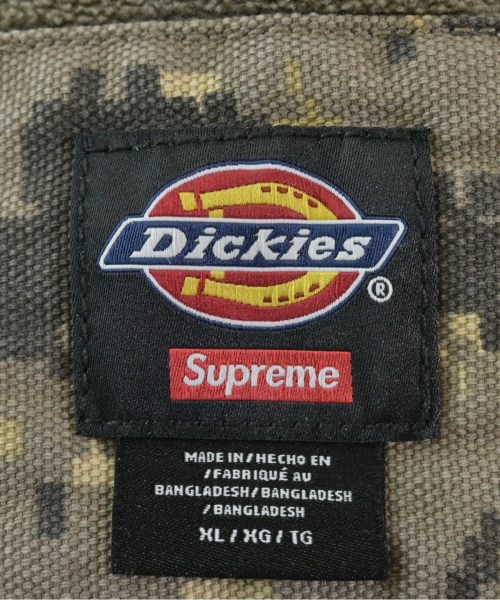 Dickies
®
Supreme
MADE IN/HECHO EN
/FABRIQUÉ AU
BANGLADESH/BANGLADESH
/BANGLADESH
XL/XG/TG